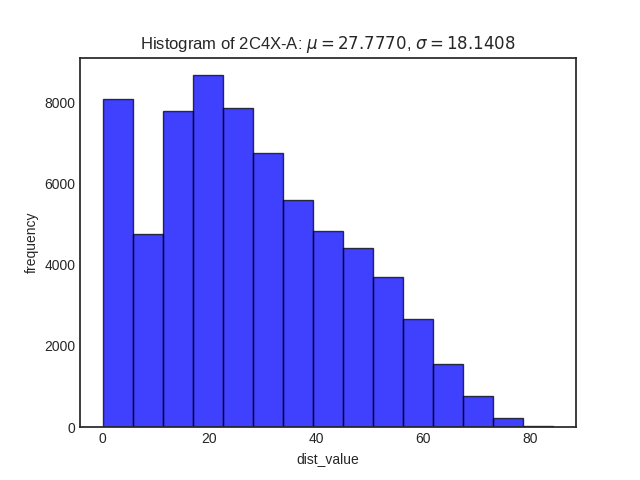 Histogram of 2C4X-A: μ = 27.7770, σ = 18.1408
frequency
8000
6000
4000
2000
0
0 20 40 60 80
dist_value